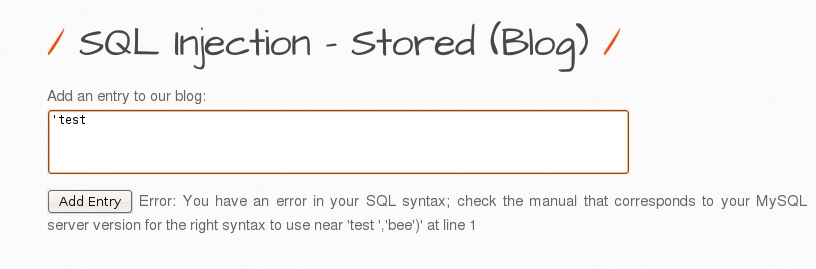 / SQL Injection - Stored (Blog) /
Add an entry to our blog:
'test
Add Entry Error: You have an error in your SQL syntax; check the manual that corresponds to your MySQL
server version for the right syntax to use near 'test ','bee')' at line 1